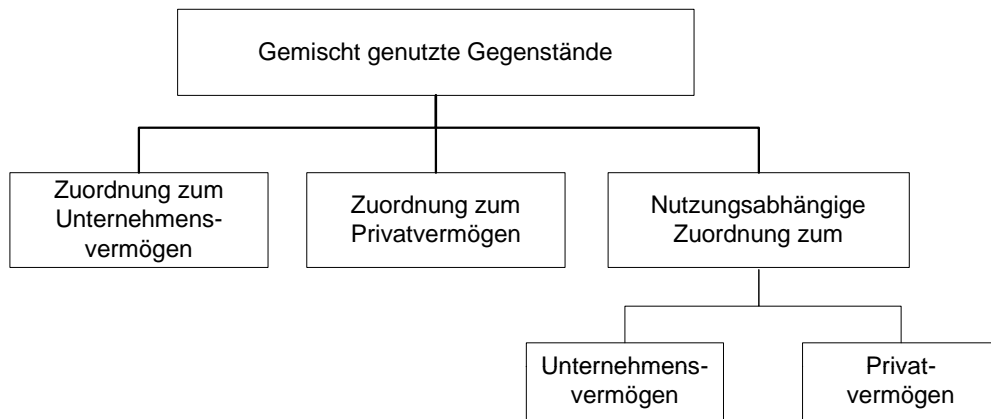 Gemischt genutzte Gegenstände
Zuordnung zum
Unternehmens-
vermögen
Zuordnung zum
Privatvermögen
Nutzungsabhängige
Zuordnung zum
Unternehmens-
vermögen
Privat-
vermögen